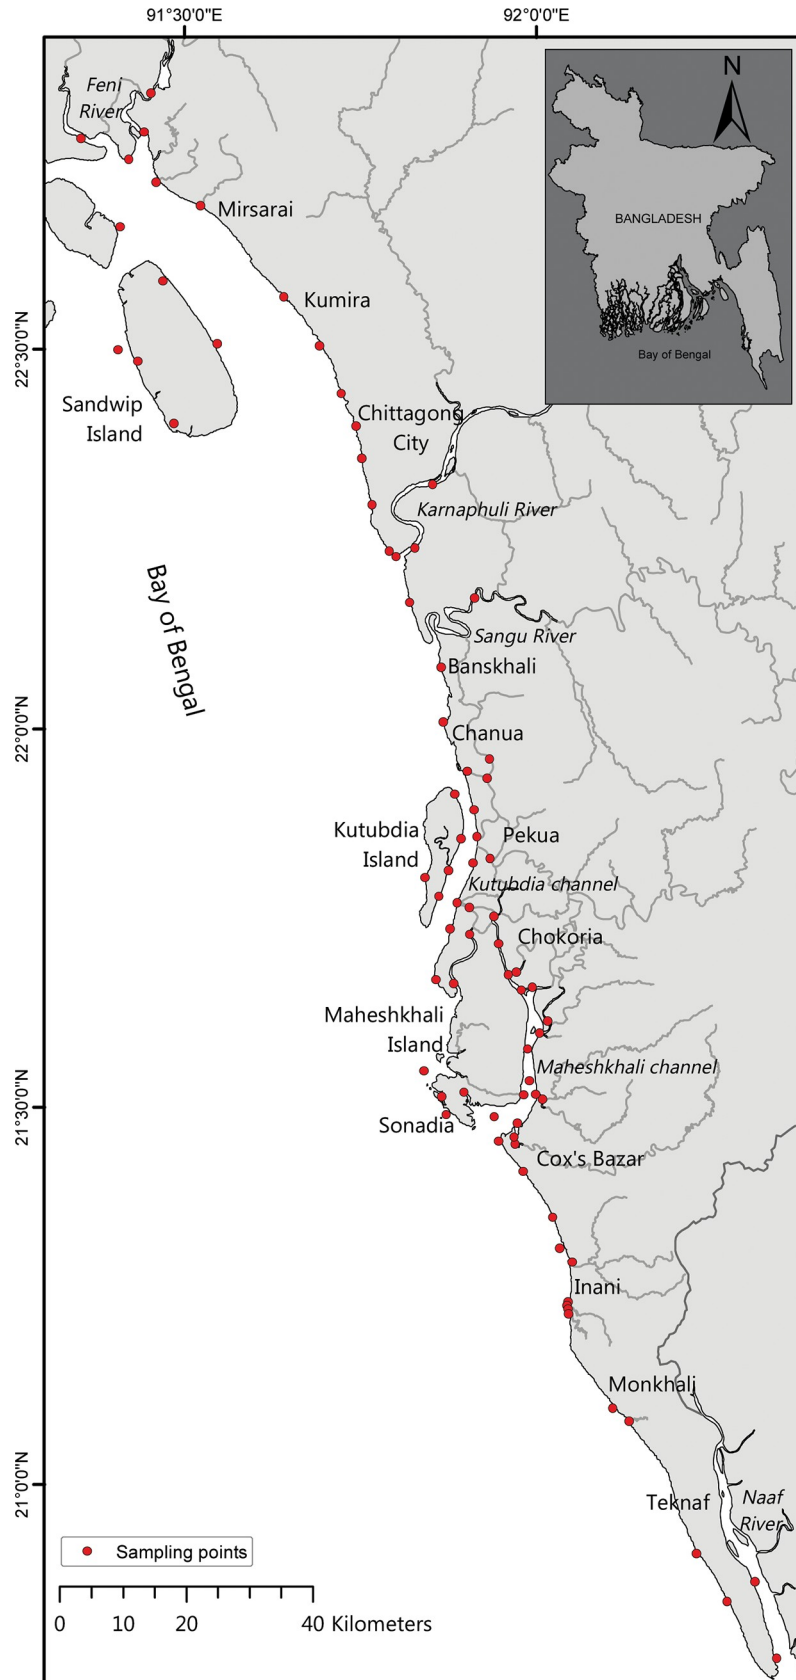 91°30'0"E
92°0'0"E
Feni
River
N
BANGLADESH
Bay of Bengal
Mirsarai
Kumira
22°30'0"N
Sandwip
Island
Chittagong
City
Karnaphuli River
Bay of Bengal
Sangu River
Banskhali
22°0'0"N
Chanua
Kutubdia
Island
Pekua
Kutubdia channel
Chokoria
Maheshkhali
Island
Maheshkhali channel
21°30'0"N
Sonadia
Cox's Bazar
Inani
Monkhali
21°0'0"N
Teknaf
Naaf
River
Sampling points
0 10 20 40 Kilometers